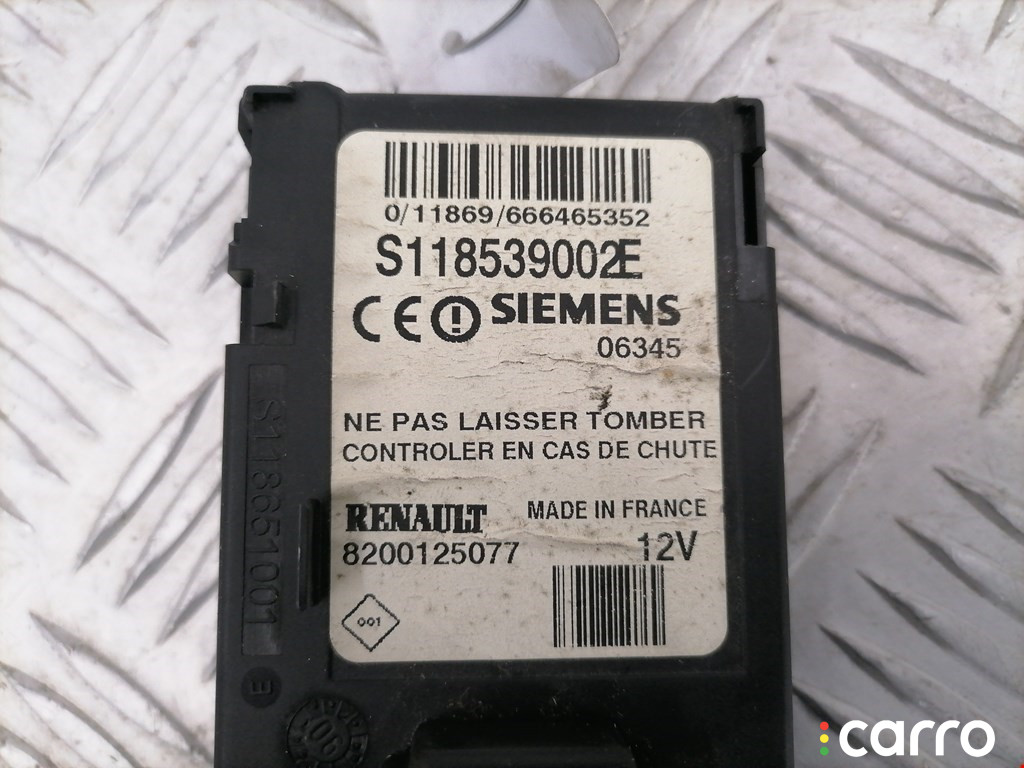 0/11869/666465352
S118539002E
CE
SIEMENS
06345
NE PAS LAISSER TOMBER
CONTROLER EN CAS DE CHUTE
RENAULT
MADE IN FRANCE
8200125077
12V
001
S118651001
E
06
carro